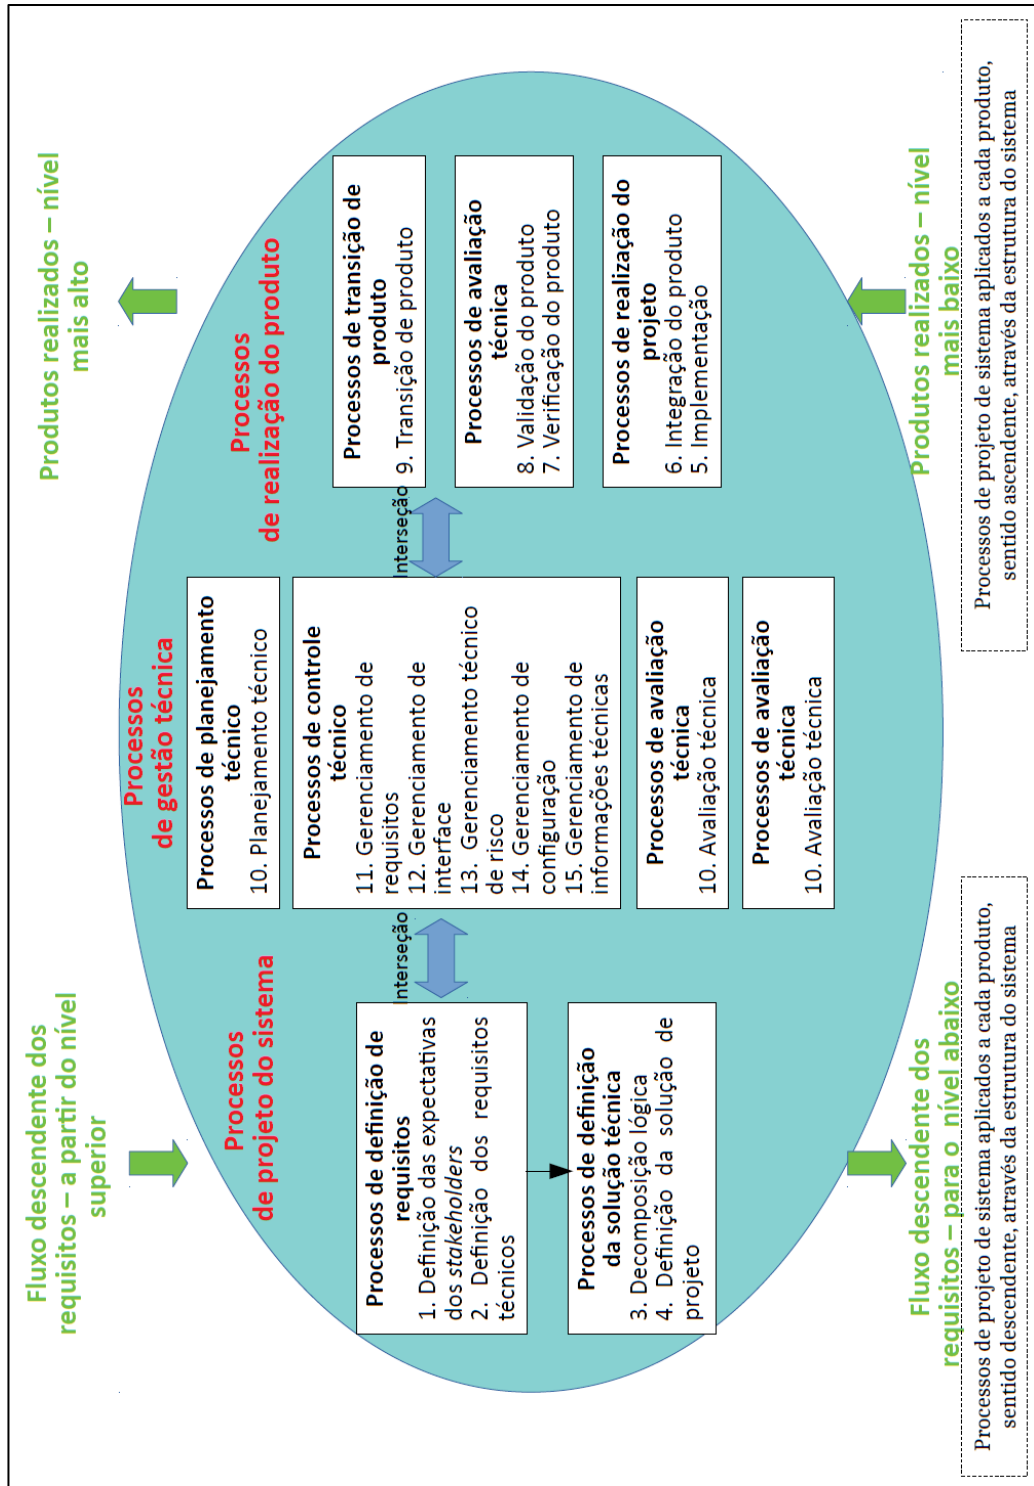 Fluxo descendente dos
requisitos – a partir do nível
superior
Processos
de projeto do sistema
Processos de definição de
requisitos
1. Definição das expectativas
dos stakeholders
2. Definição dos requisitos
técnicos
Processos de definição
da solução técnica
3. Decomposição lógica
4. Definição da solução de
projeto
Fluxo descendente dos
requisitos – para o nível abaixo
Processos de projeto de sistema aplicados a cada produto,
sentido descendente, através da estrutura do sistema
Interseção
Processos
de gestão técnica
Processos de planejamento
técnico
10. Planejamento técnico
Processos de controle
técnico
11. Gerenciamento de
requisitos
12. Gerenciamento de
interface
13. Gerenciamento técnico
de risco
14. Gerenciamento de
configuração
15. Gerenciamento de
informações técnicas
Processos de avaliação
técnica
10. Avaliação técnica
Processos de avaliação
técnica
10. Avaliação técnica
Interseção
Produtos realizados – nível
mais alto
Processos
de realização do produto
Processos de transição de
produto
9. Transição de produto
Processos de avaliação
técnica
8. Validação do produto
7. Verificação do produto
Processos de realização do
projeto
6. Integração do produto
5. Implementação
Produtos realizados – nível
mais baixo
Processos de projeto de sistema aplicados a cada produto,
sentido ascendente, através da estrutura do sistema